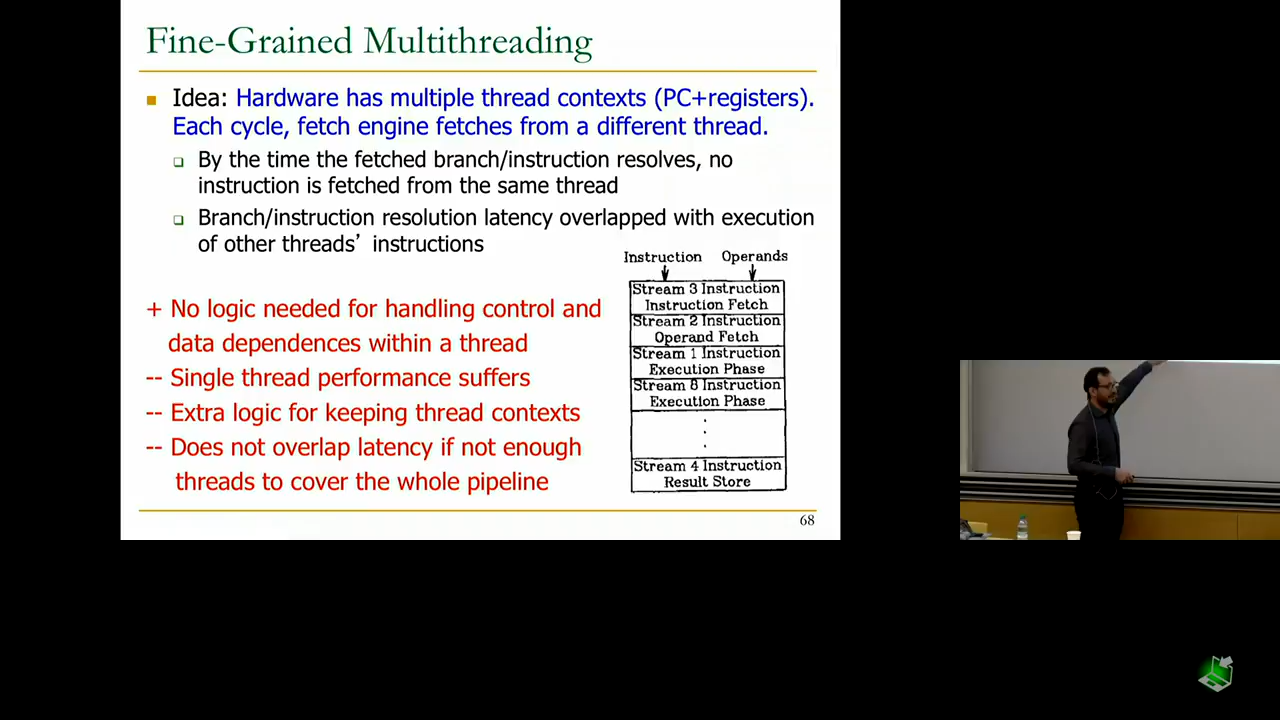 Fine-Grained Multithreading
Idea: Hardware has multiple thread contexts (PC+registers).
Each cycle, fetch engine fetches from a different thread.
By the time the fetched branch/instruction resolves, no
instruction is fetched from the same thread
Branch/instruction resolution latency overlapped with execution
of other threads’ instructions
+ No logic needed for handling control and
data dependences within a thread
-- Single thread performance suffers
-- Extra logic for keeping thread contexts
-- Does not overlap latency if not enough
threads to cover the whole pipeline
Instruction Operands
Stream 3 Instruction
Instruction Fetch
Stream 2 Instruction
Operand Fetch
Stream 1 Instruction
Execution Phase
Stream 8 Instruction
Execution Phase
Stream 4 Instruction
Result Store
68